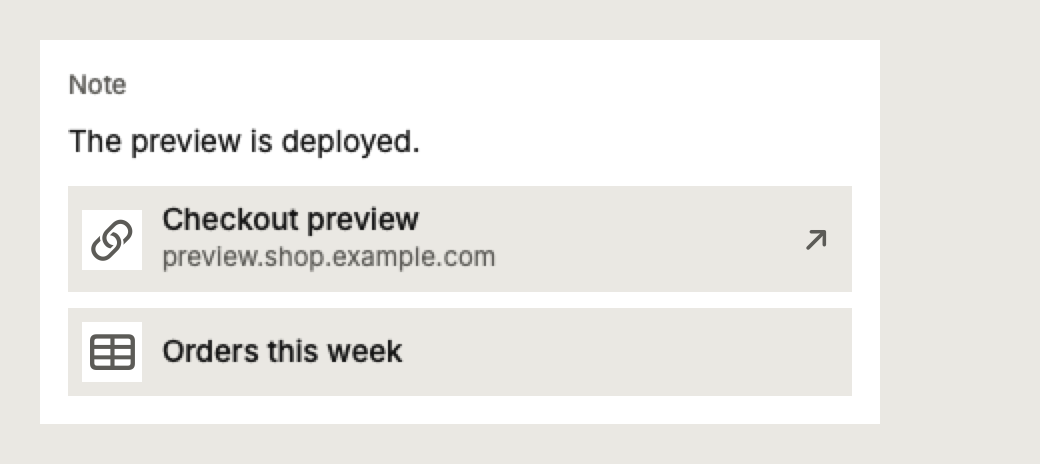 Note
The preview is deployed.
Checkout preview
preview.shop.example.com
Orders this week